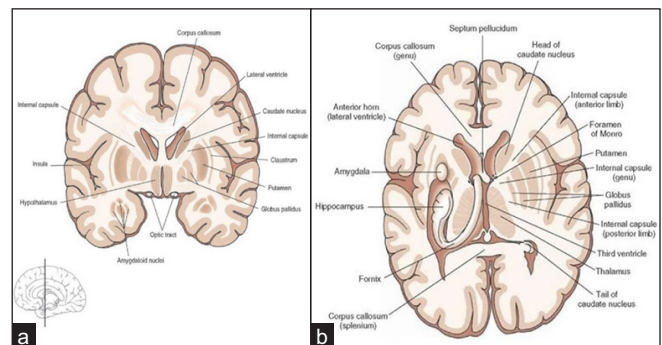 Corpus callosum
Lateral ventricle
Internal capsule
Caudate nucleus
Internal capsule
Claustrum
Insula
Putamen
Hypothalamus
Globus pallidus
Optic tract
Amygdaloid nuclei
a
Septum pellucidum
Corpus callosum
(genu)
Head of
caudate nucleus
Internal capsule
(anterior limb)
Anterior horn
(lateral ventricle)
Foramen
of Monro
Putamen
Amygdala
Internal capsule
(genu)
Hippocampus
Globus
pallidus
Internal capsule
(posterior limb)
Third ventricle
Fornix
Thalamus
Tail of
caudate nucleus
Corpus callosum
(splenium)
b